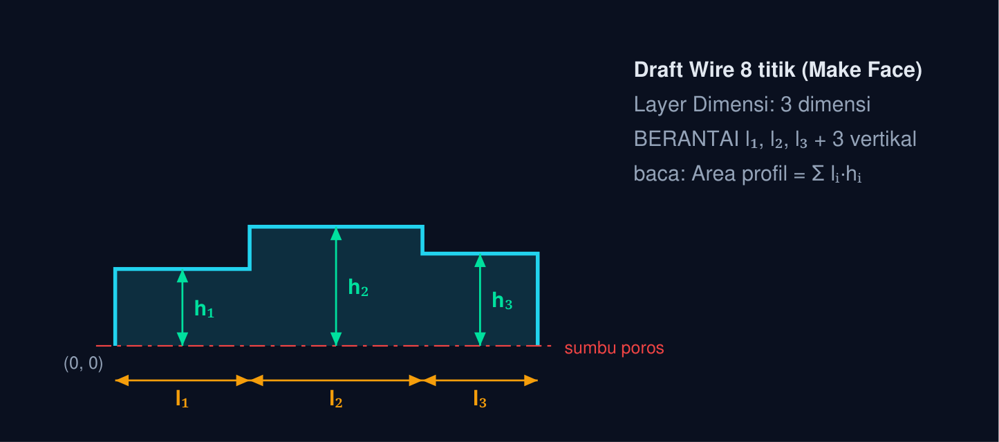 Draft Wire 8 titik (Make Face)
Layer Dimensi: 3 dimensi
BERANTAI l₁, l₂, l₃ + 3 vertikal
baca: Area profil = Σ lᵢ·hᵢ
h₁
h₂
h₃
sumbu poros
(0, 0)
l₁
l₂
l₃